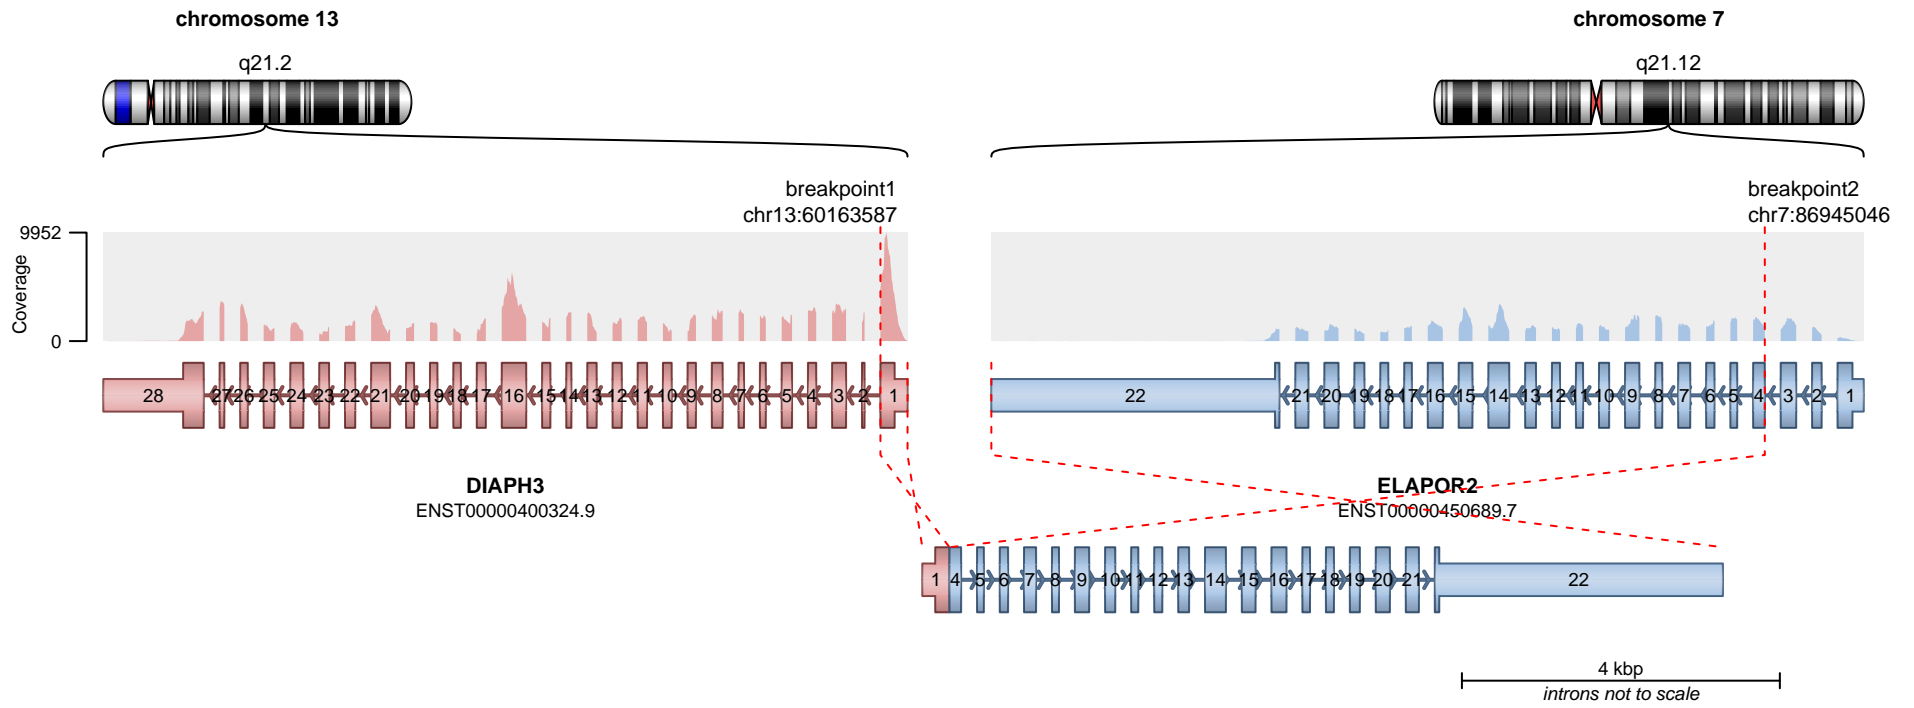 chromosome 13
chromosome 7
q21.2
q21.12
breakpoint1
chr13:60163587
breakpoint2
chr7:86945046
9952
Coverage
0
28 27 26 25 24 23 22 21 20 19 18 17 16 15 14 13 12 11 10 9 8 7 6 5 4 3 2 1
22 21 20 19 18 17 16 15 14 13 12 11 10 9 8 7 6 5 4 3 2 1
DIAPH3
ENST00000400324.9
ELAPOR2
ENST00000450689.7
1 4 5 6 7 8 9 10 11 12 13 14 15 16 17 18 19 20 21 22
4 kbp
introns not to scale